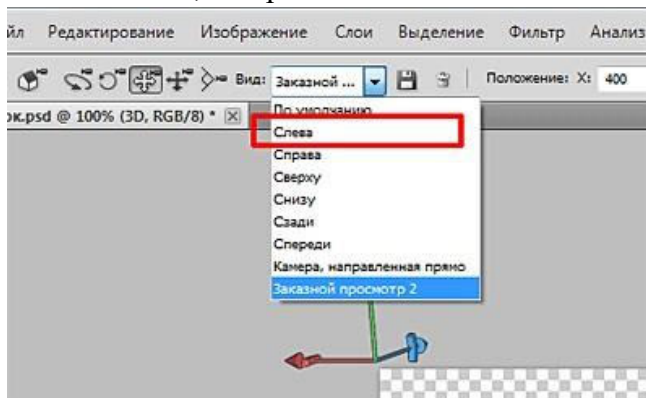 йл Редактирование Изображение Слои Выделение Фильтр Анализ
Вид: Заказной ... Положение: X: 400
ок.psd @ 100% (3D, RGB/8) *
По умолчанию
Слева
Справа
Сверху
Снизу
Сзади
Спереди
Камера, направленная прямо
Заказной просмотр 2